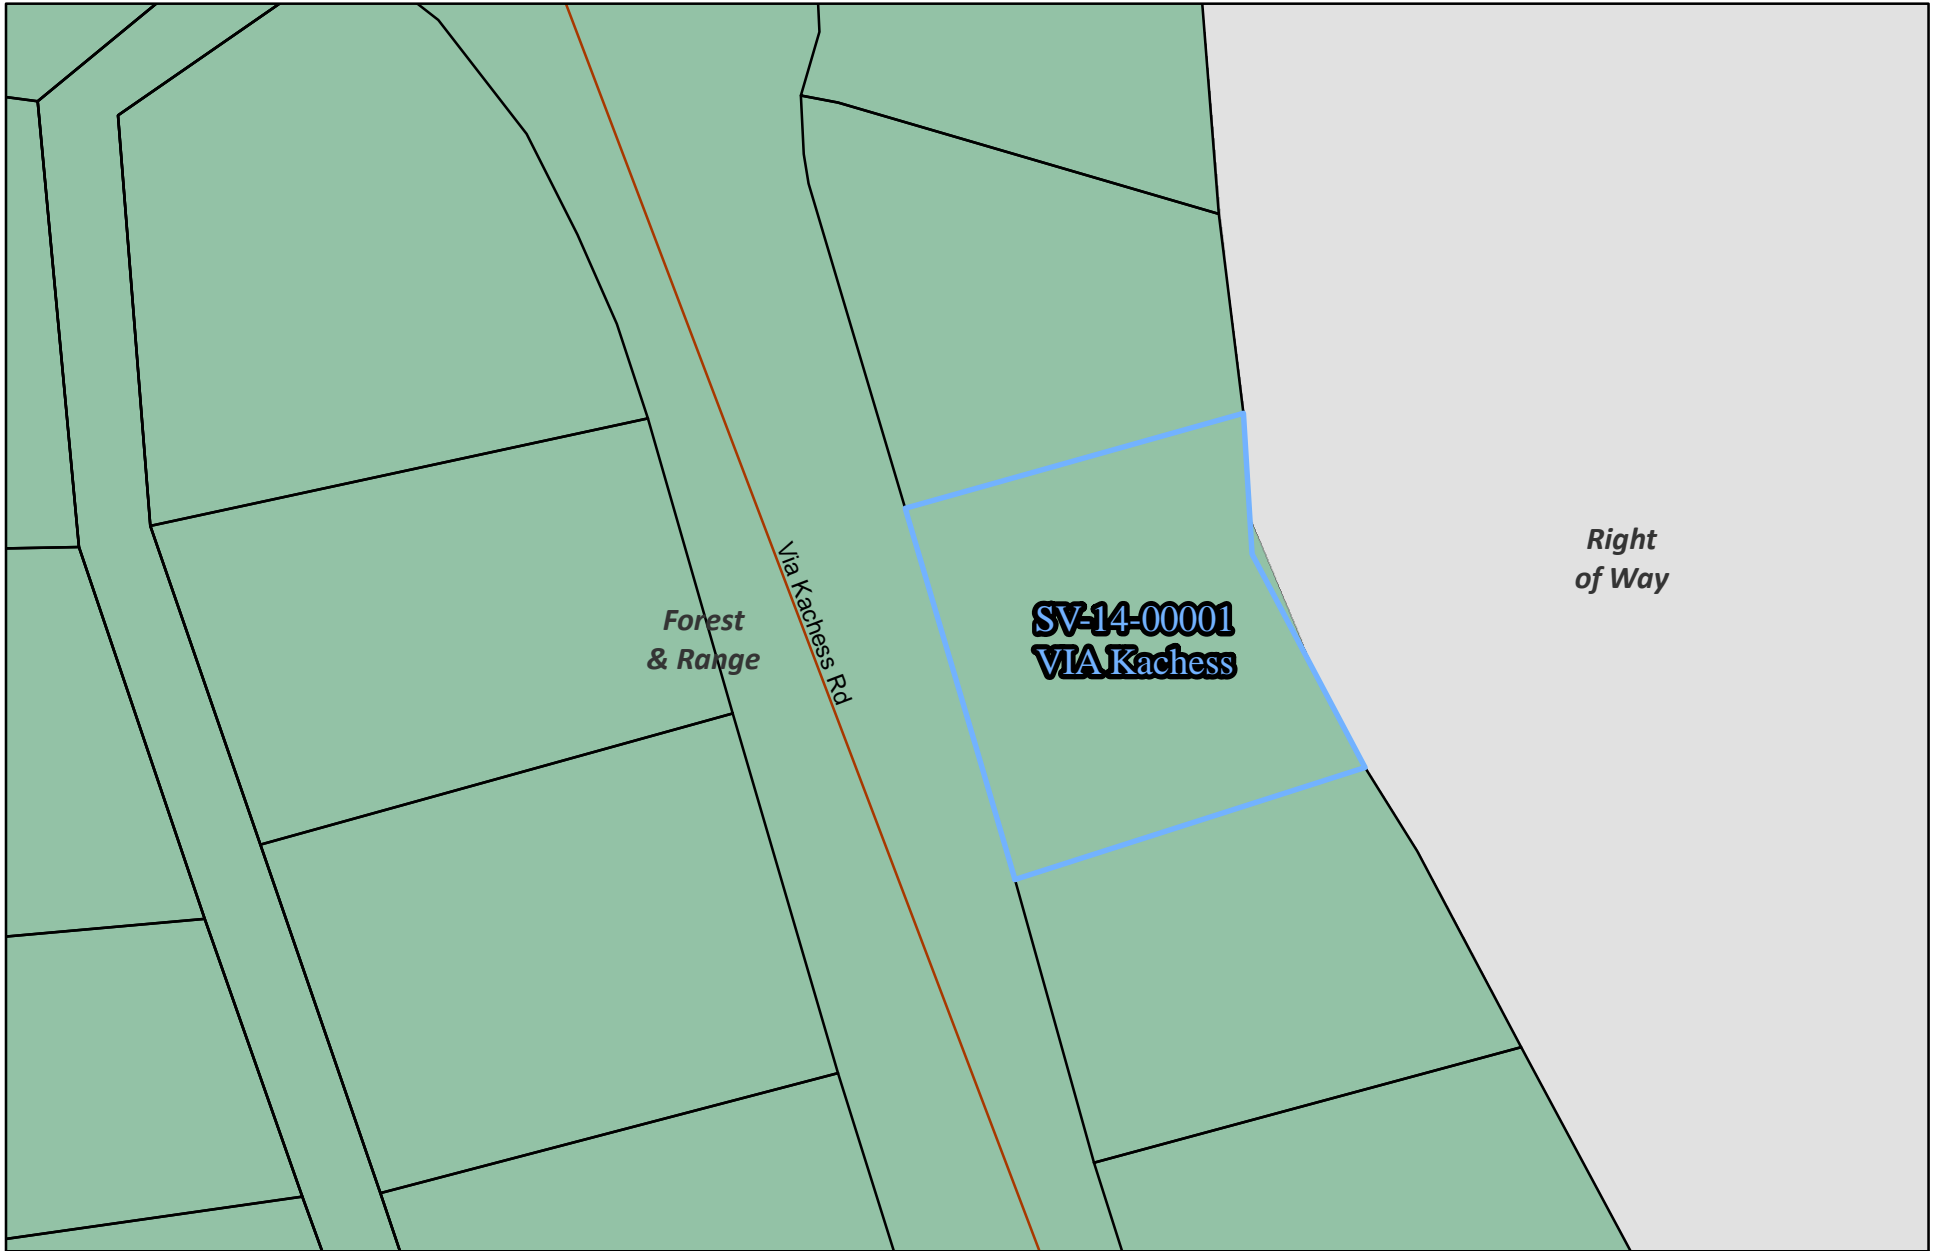 Right
of Way
Forest
& Range
Via Kachess Rd
SV-14-00001
VIA Kachess